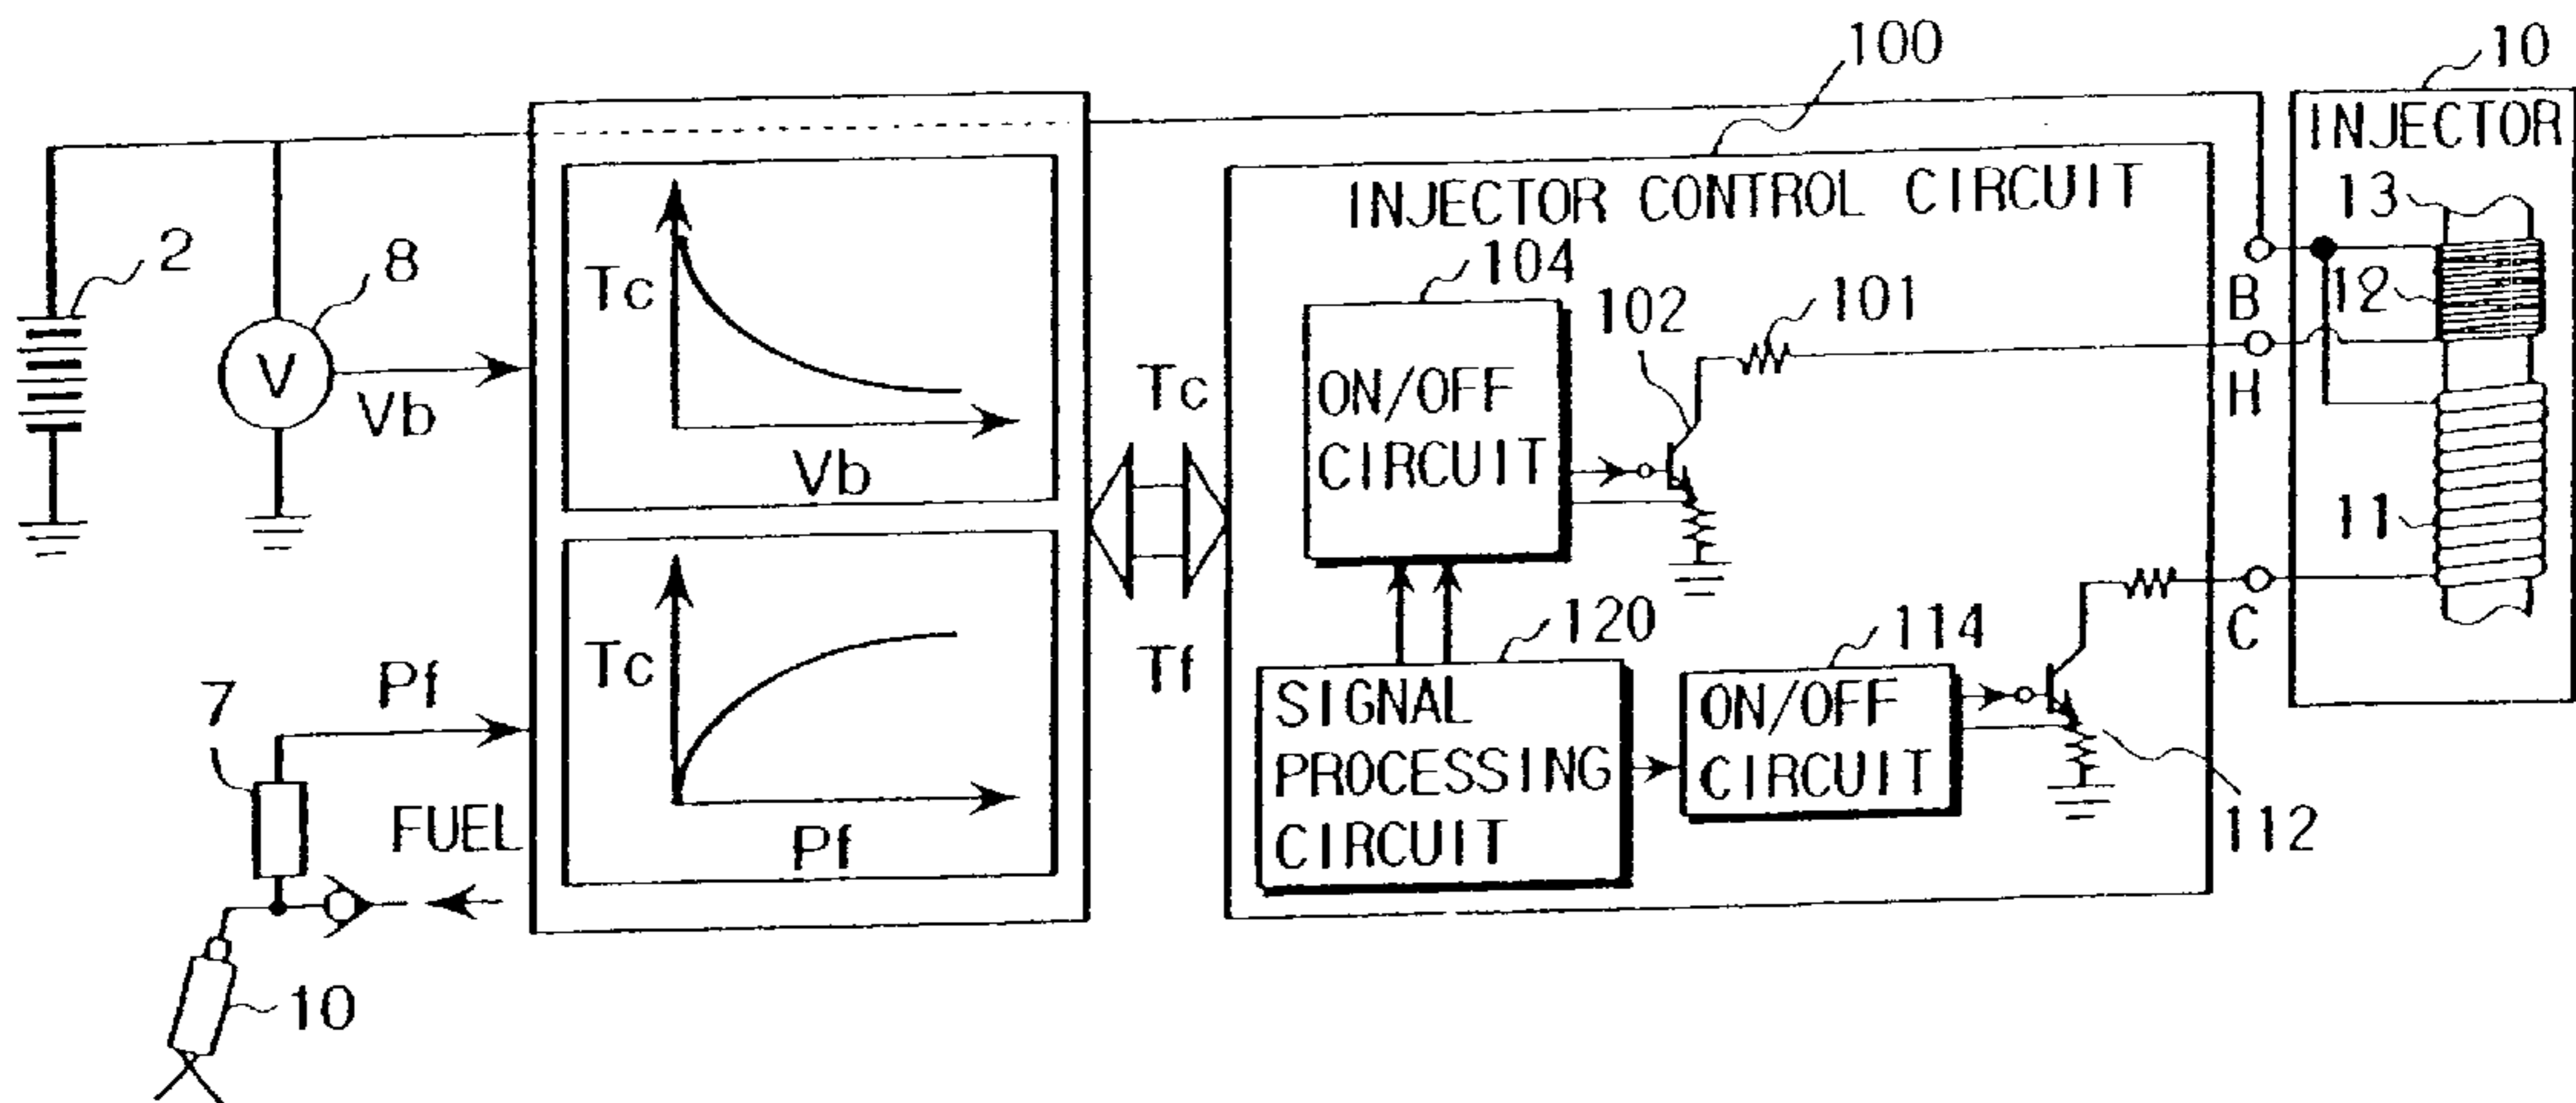 100
10
INJECTOR
INJECTOR CONTROL CIRCUIT
13
2
8
Tc
104
102
101
B
12
V
Vb
Vb
Tc
ON/OFF
CIRCUIT
H
11
Tc
Pf
7
Pf
FUEL
Tf
120
114
C
SIGNAL
PROCESSING
CIRCUIT
ON/OFF
CIRCUIT
112
10